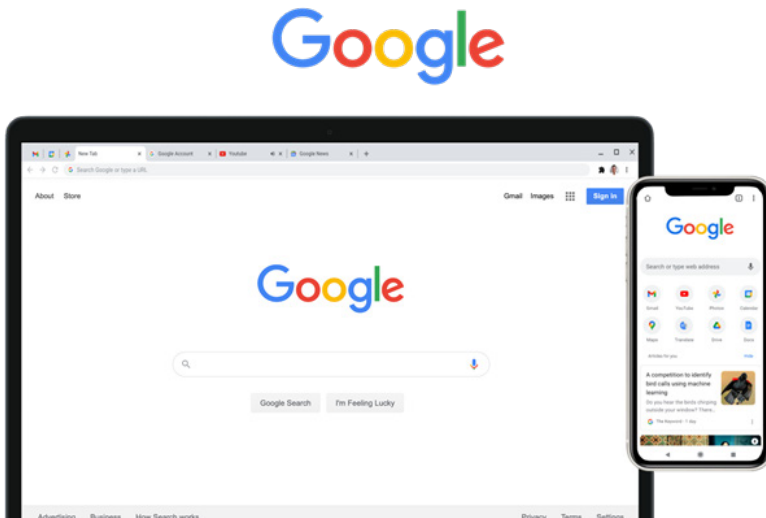 Google
New Tab
Google Account
Youtube
Google News
Search Google or type a URL
About Store
Gmail Images
Sign in
Google
Google Search
I'm Feeling Lucky
Advertising Business How Search works
Privacy Terms Settings
Google
Search or type web address
Gmail YouTube Photos Calendar
Maps Translate Drive Docs
Articles for you
Hide
A competition to identify
bird calls using machine
learning
Do you hear the birds chirping
outside your window? There...
The Keyword - 1 day